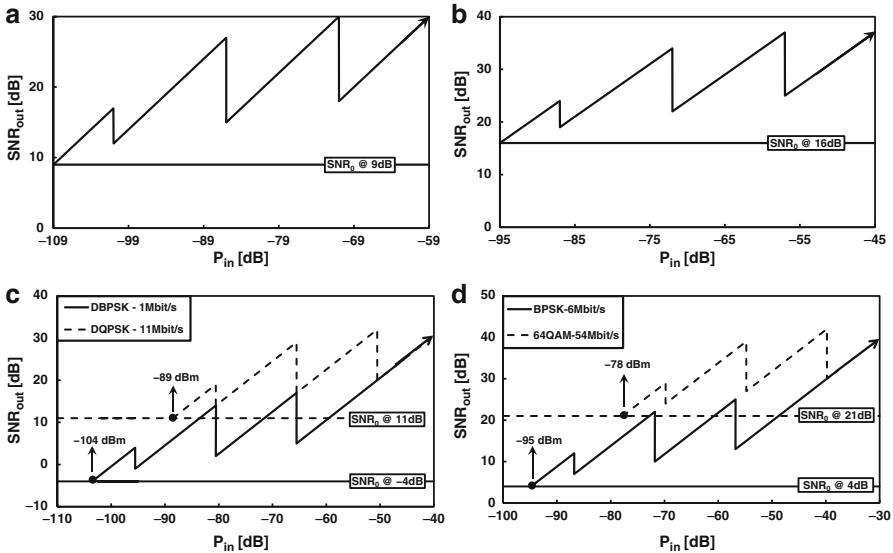 a
30
20
10
0
SNRout [dB]
SNR0 @ 9dB
−109 −99 −89 −79 −69 −59
Pin [dB]
b
40
30
20
10
0
SNRout [dB]
SNR0 @ 16dB
−95 −85 −75 −65 −55 −45
Pin [dB]
c
40
30
20
10
0
−10
SNRout [dB]
DBPSK - 1Mbit/s
DQPSK - 11Mbit/s
−89 dBm
−104 dBm
SNR0 @ 11dB
SNR0 @ −4dB
−110 −100 −90 −80 −70 −60 −50 −40
Pin [dB]
d
50
40
30
20
10
0
SNRout [dB]
BPSK-6Mbit/s
64QAM-54Mbit/s
−78 dBm
−95 dBm
SNR0 @ 21dB
SNR0 @ 4dB
−100 −90 −80 −70 −60 −50 −40 −30
Pin [dB]